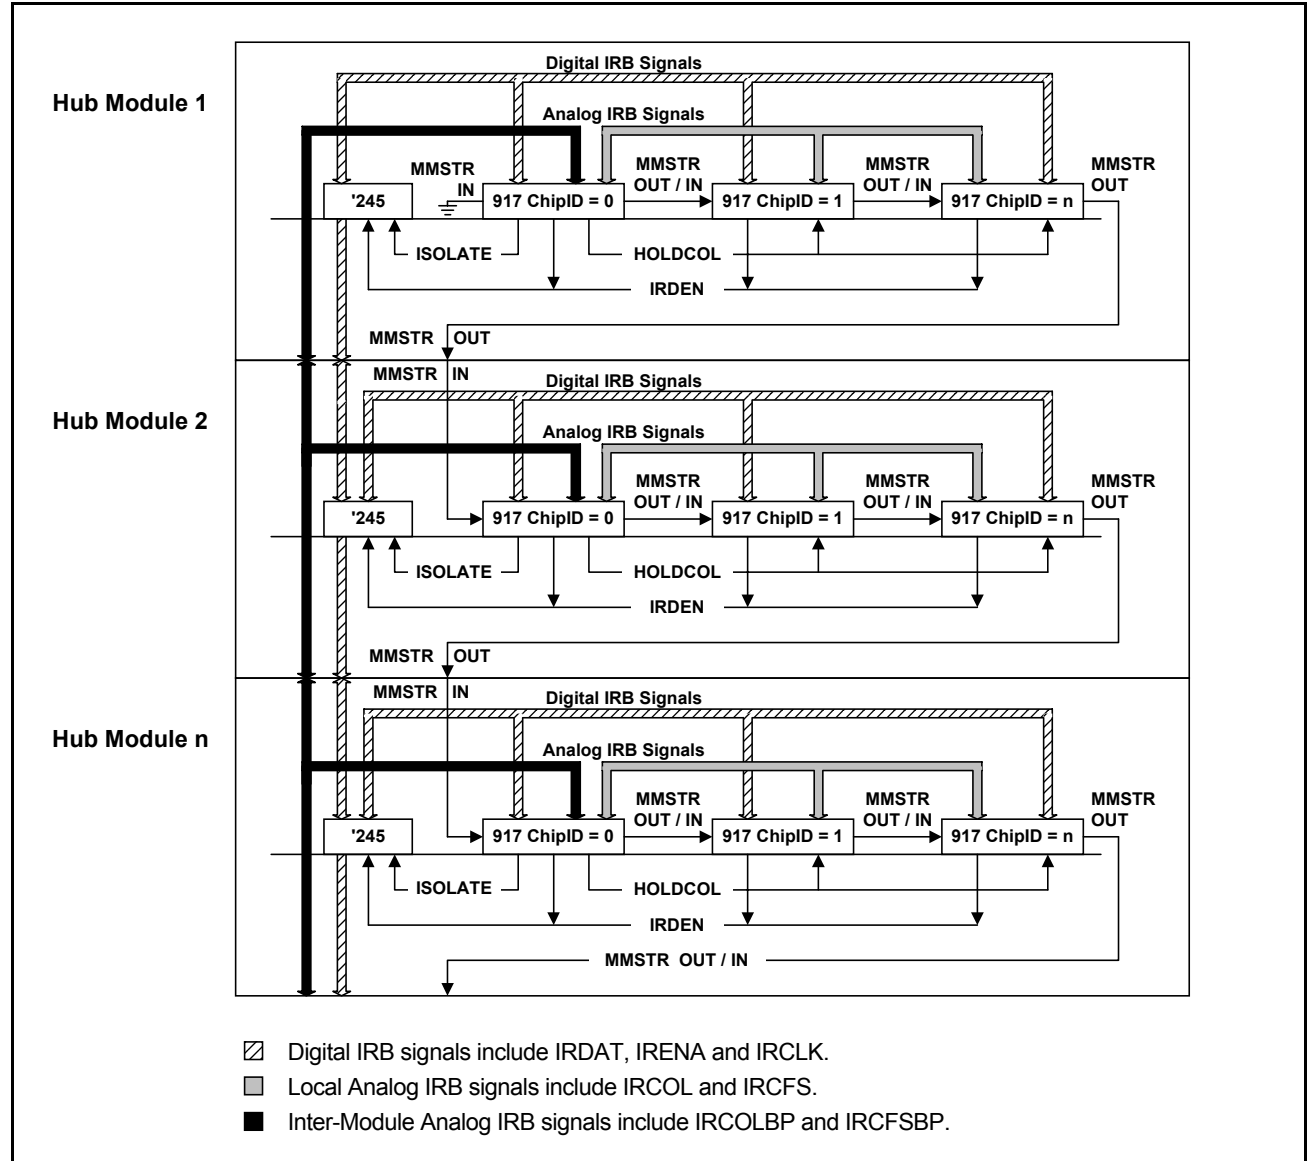 Hub Module 1
Digital IRB Signals
Analog IRB Signals
MMSTR
IN
MMSTR
OUT / IN
MMSTR
OUT / IN
MMSTR
OUT
'245
917 ChipID = 0
917 ChipID = 1
917 ChipID = n
ISOLATE
HOLDCOL
IRDEN
MMSTR OUT
Hub Module 2
MMSTR IN
Digital IRB Signals
Analog IRB Signals
MMSTR
OUT / IN
MMSTR
OUT / IN
MMSTR
OUT
'245
917 ChipID = 0
917 ChipID = 1
917 ChipID = n
ISOLATE
HOLDCOL
IRDEN
MMSTR OUT
Hub Module n
MMSTR IN
Digital IRB Signals
Analog IRB Signals
MMSTR
OUT / IN
MMSTR
OUT / IN
MMSTR
OUT
'245
917 ChipID = 0
917 ChipID = 1
917 ChipID = n
ISOLATE
HOLDCOL
IRDEN
MMSTR OUT / IN
Digital IRB signals include IRDAT, IRENA and IRCLK.
Local Analog IRB signals include IRCOL and IRCFS.
Inter-Module Analog IRB signals include IRCOLBP and IRCFSBP.